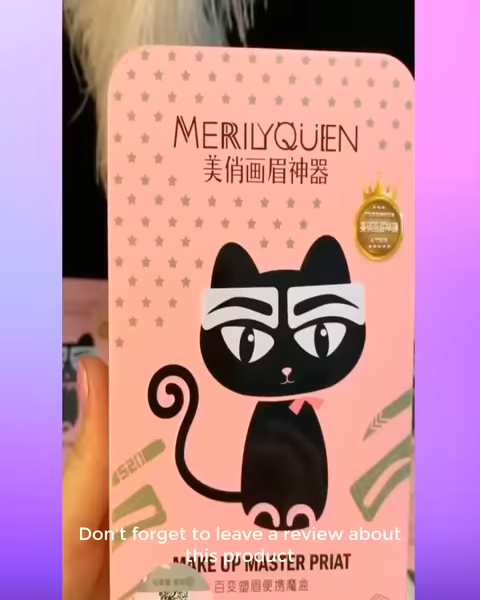 MERRILYQUEEN
美俏画眉神器
1520
Don't forget to leave a review about
this product
MAKE UP MASTER PRIAT
百变塑眉便携魔盒